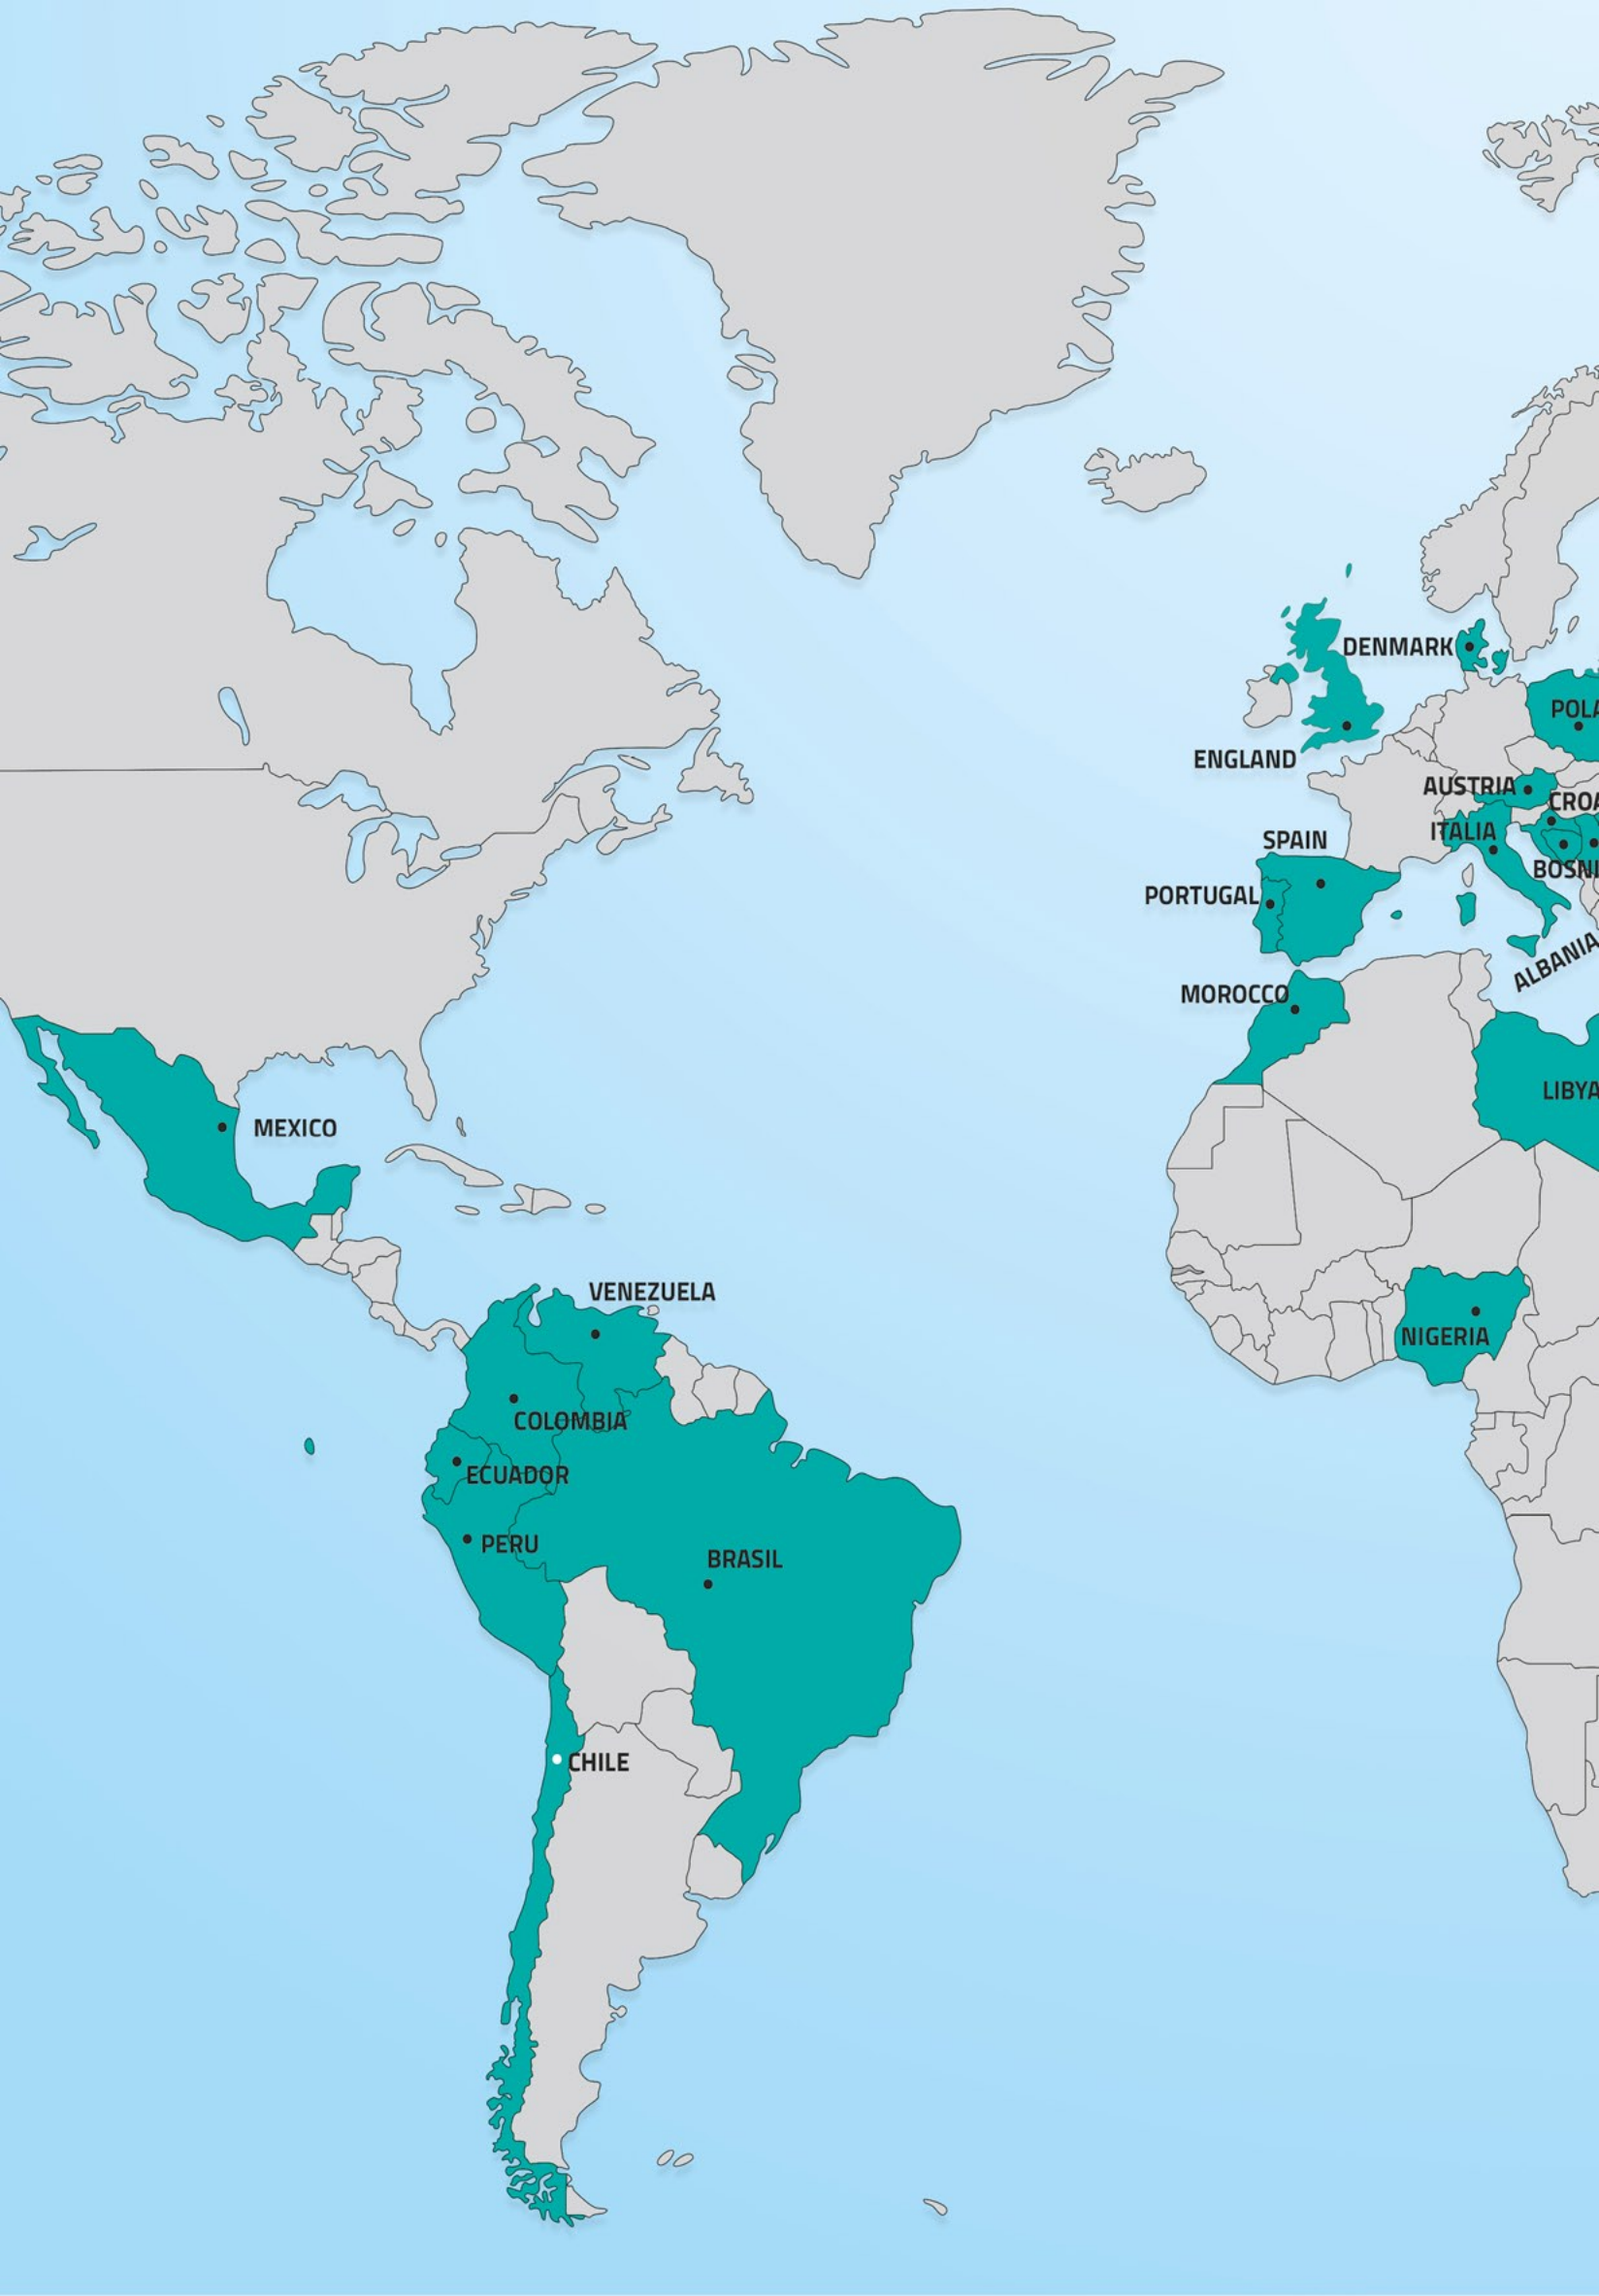 DENMARK
POLA
ENGLAND
AUSTRIA
CROA
ITALIA
SPAIN
BOSNI
PORTUGAL
ALBANIA
MOROCCO
LIBYA
MEXICO
VENEZUELA
NIGERIA
COLOMBIA
ECUADOR
PERU
BRASIL
CHILE